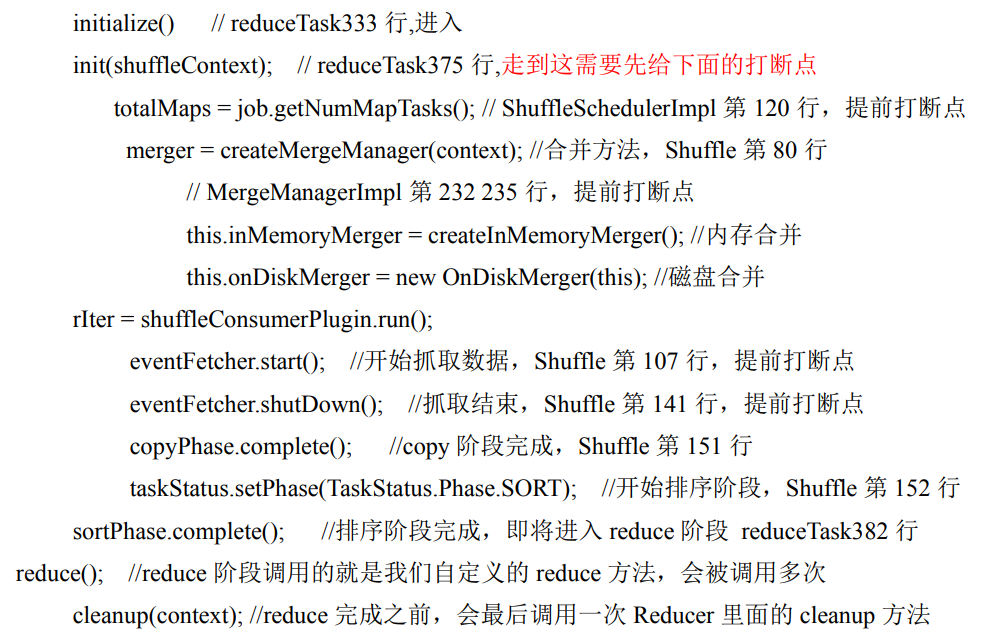 initialize() // reduceTask333 行,进入
init(shuffleContext); // reduceTask375 行,走到这需要先给下面的打断点
totalMaps = job.getNumMapTasks(); // ShuffleSchedulerImpl 第 120 行，提前打断点
merger = createMergeManager(context); //合并方法，Shuffle 第 80 行
// MergeManagerImpl 第 232 235 行，提前打断点
this.inMemoryMerger = createInMemoryMerger(); //内存合并
this.onDiskMerger = new OnDiskMerger(this); //磁盘合并
rIter = shuffleConsumerPlugin.run();
eventFetcher.start(); //开始抓取数据，Shuffle 第 107 行，提前打断点
eventFetcher.shutDown(); //抓取结束，Shuffle 第 141 行，提前打断点
copyPhase.complete(); //copy 阶段完成，Shuffle 第 151 行
taskStatus.setPhase(TaskStatus.Phase.SORT); //开始排序阶段，Shuffle 第 152 行
sortPhase.complete(); //排序阶段完成，即将进入 reduce 阶段 reduceTask382 行
reduce(); //reduce 阶段调用的就是我们自定义的 reduce 方法，会被调用多次
cleanup(context); //reduce 完成之前，会最后调用一次 Reducer 里面的 cleanup 方法